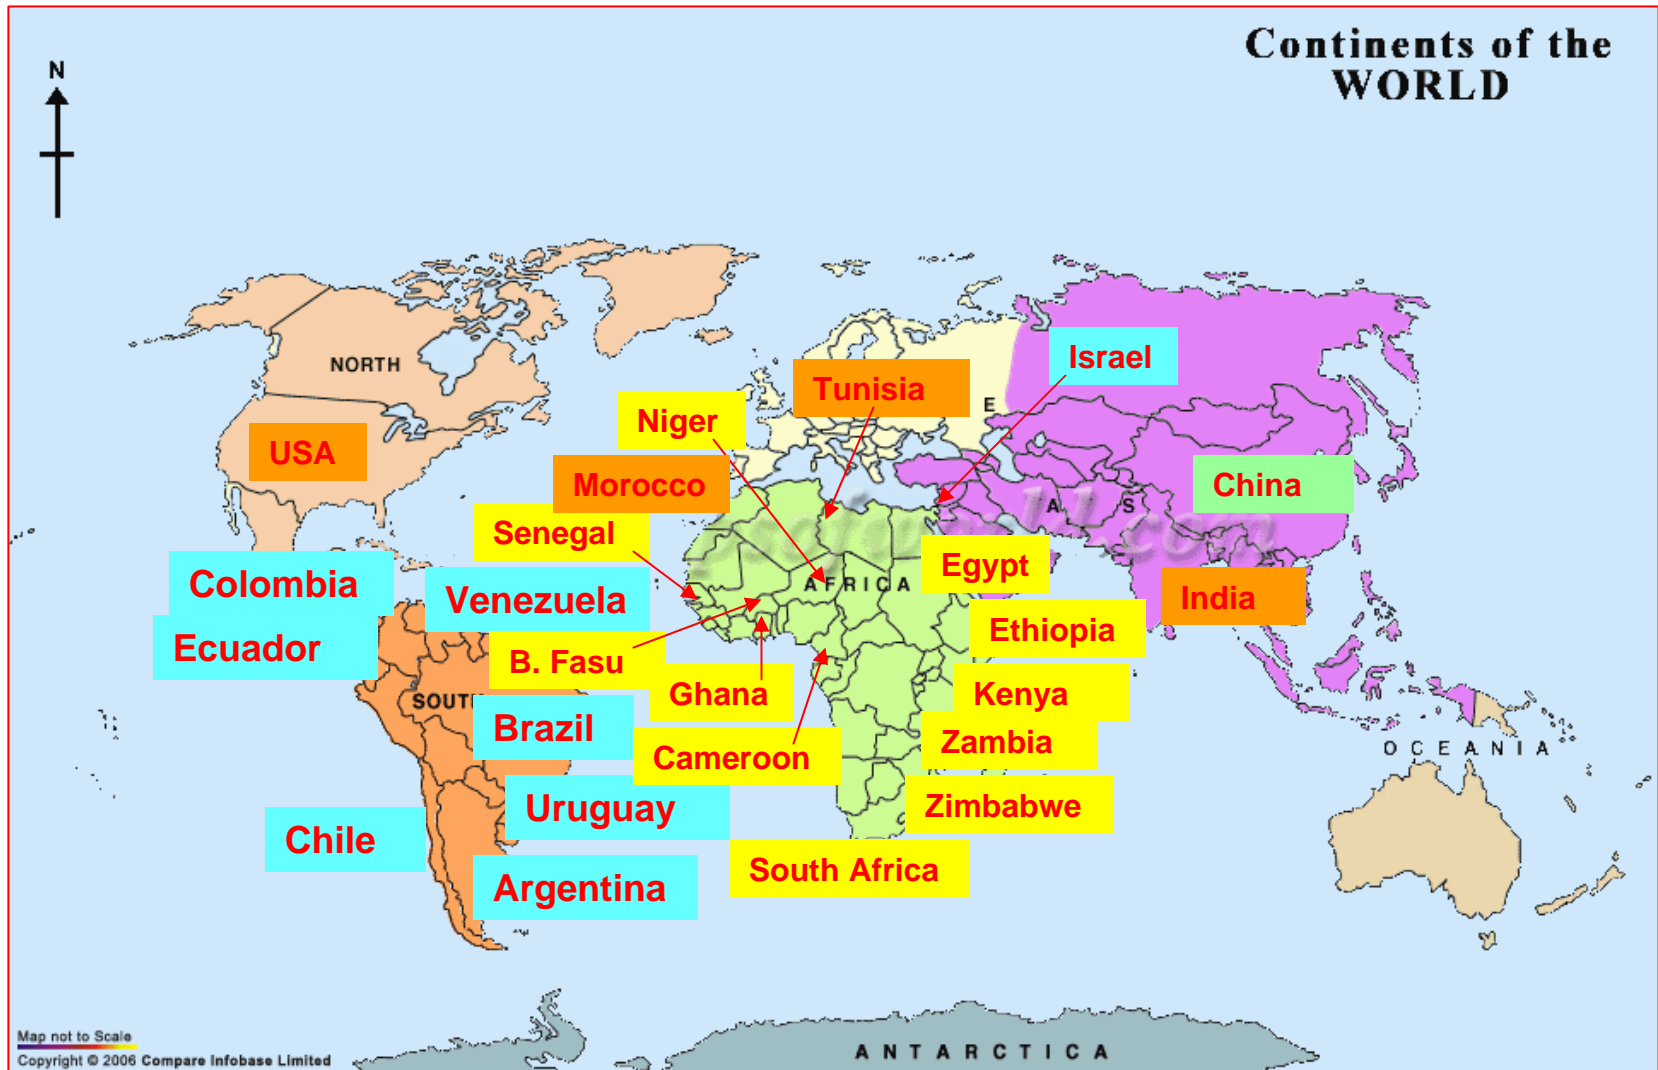 Continents of the
WORLD
N
NORTH
Israel
Tunisia
E
Niger
USA
Morocco
China
A S
Senegal
Egypt
AFRICA
Colombia
Venezuela
India
Ecuador
Ethiopia
B. Fasu
Ghana
Kenya
SOUTH
Brazil
Cameroon
Zambia
OCEANIA
Uruguay
Zimbabwe
Chile
South Africa
Argentina
Map not to Scale
Copyright © 2006 Compare Infobase Limited
ANTARCTICA